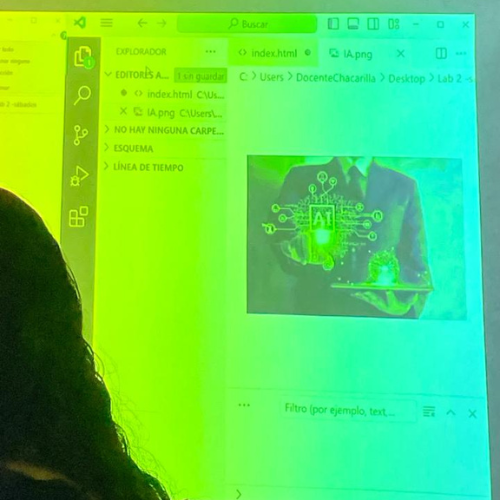 Buscar
EXPLORADOR
index.html
IA.png
EDITORES A...
1 sin guardar
C: > Users > DocenteChacarilla > Desktop > Lab 2
index.html C:\Us...
IA.png C:\Users\...
NO HAY NINGUNA CARPE...
ESQUEMA
LÍNEA DE TIEMPO
AI
Filtro (por ejemplo, text, ...